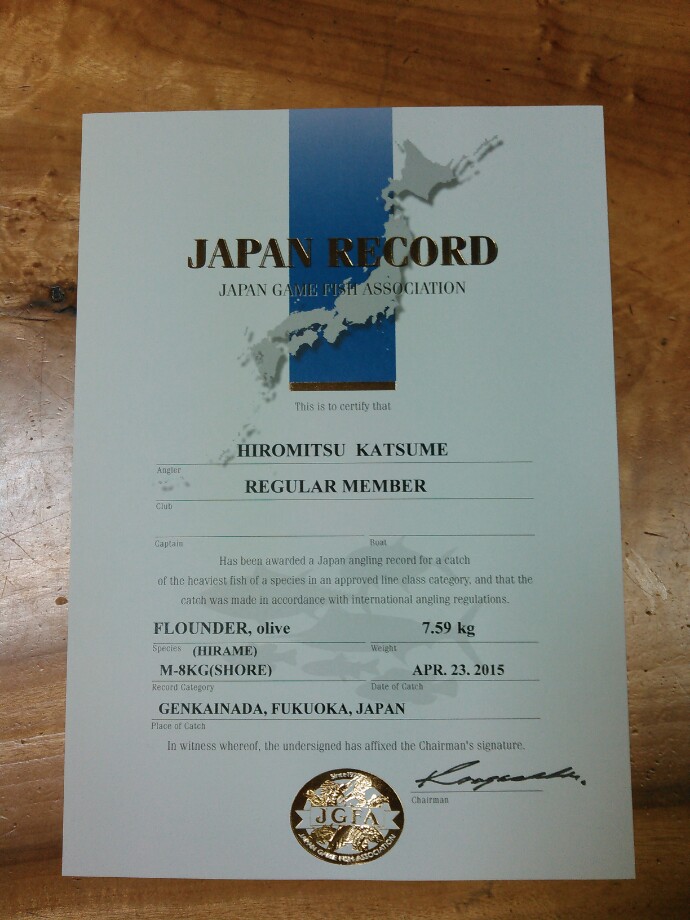 JAPAN RECORD
JAPAN GAME FISH ASSOCIATION
This is to certify that
HIROMITSU KATSUME
Angler
REGULAR MEMBER
Club
Captain Boat
Has been awarded a Japan angling record for a catch
of the heaviest fish of a species in an approved line class category, and that the
catch was made in accordance with international angling regulations.
FLOUNDER, olive 7.59 kg
Species (HIRAME) Weight
M-8KG(SHORE) APR. 23. 2015
Record Category Date of Catch
GENKAINADA, FUKUOKA, JAPAN
Place of Catch
In witness whereof, the undersigned has affixed the Chairman's signature.
Chairman
JGFA
JAPAN GAME FISH ASSOCIATION